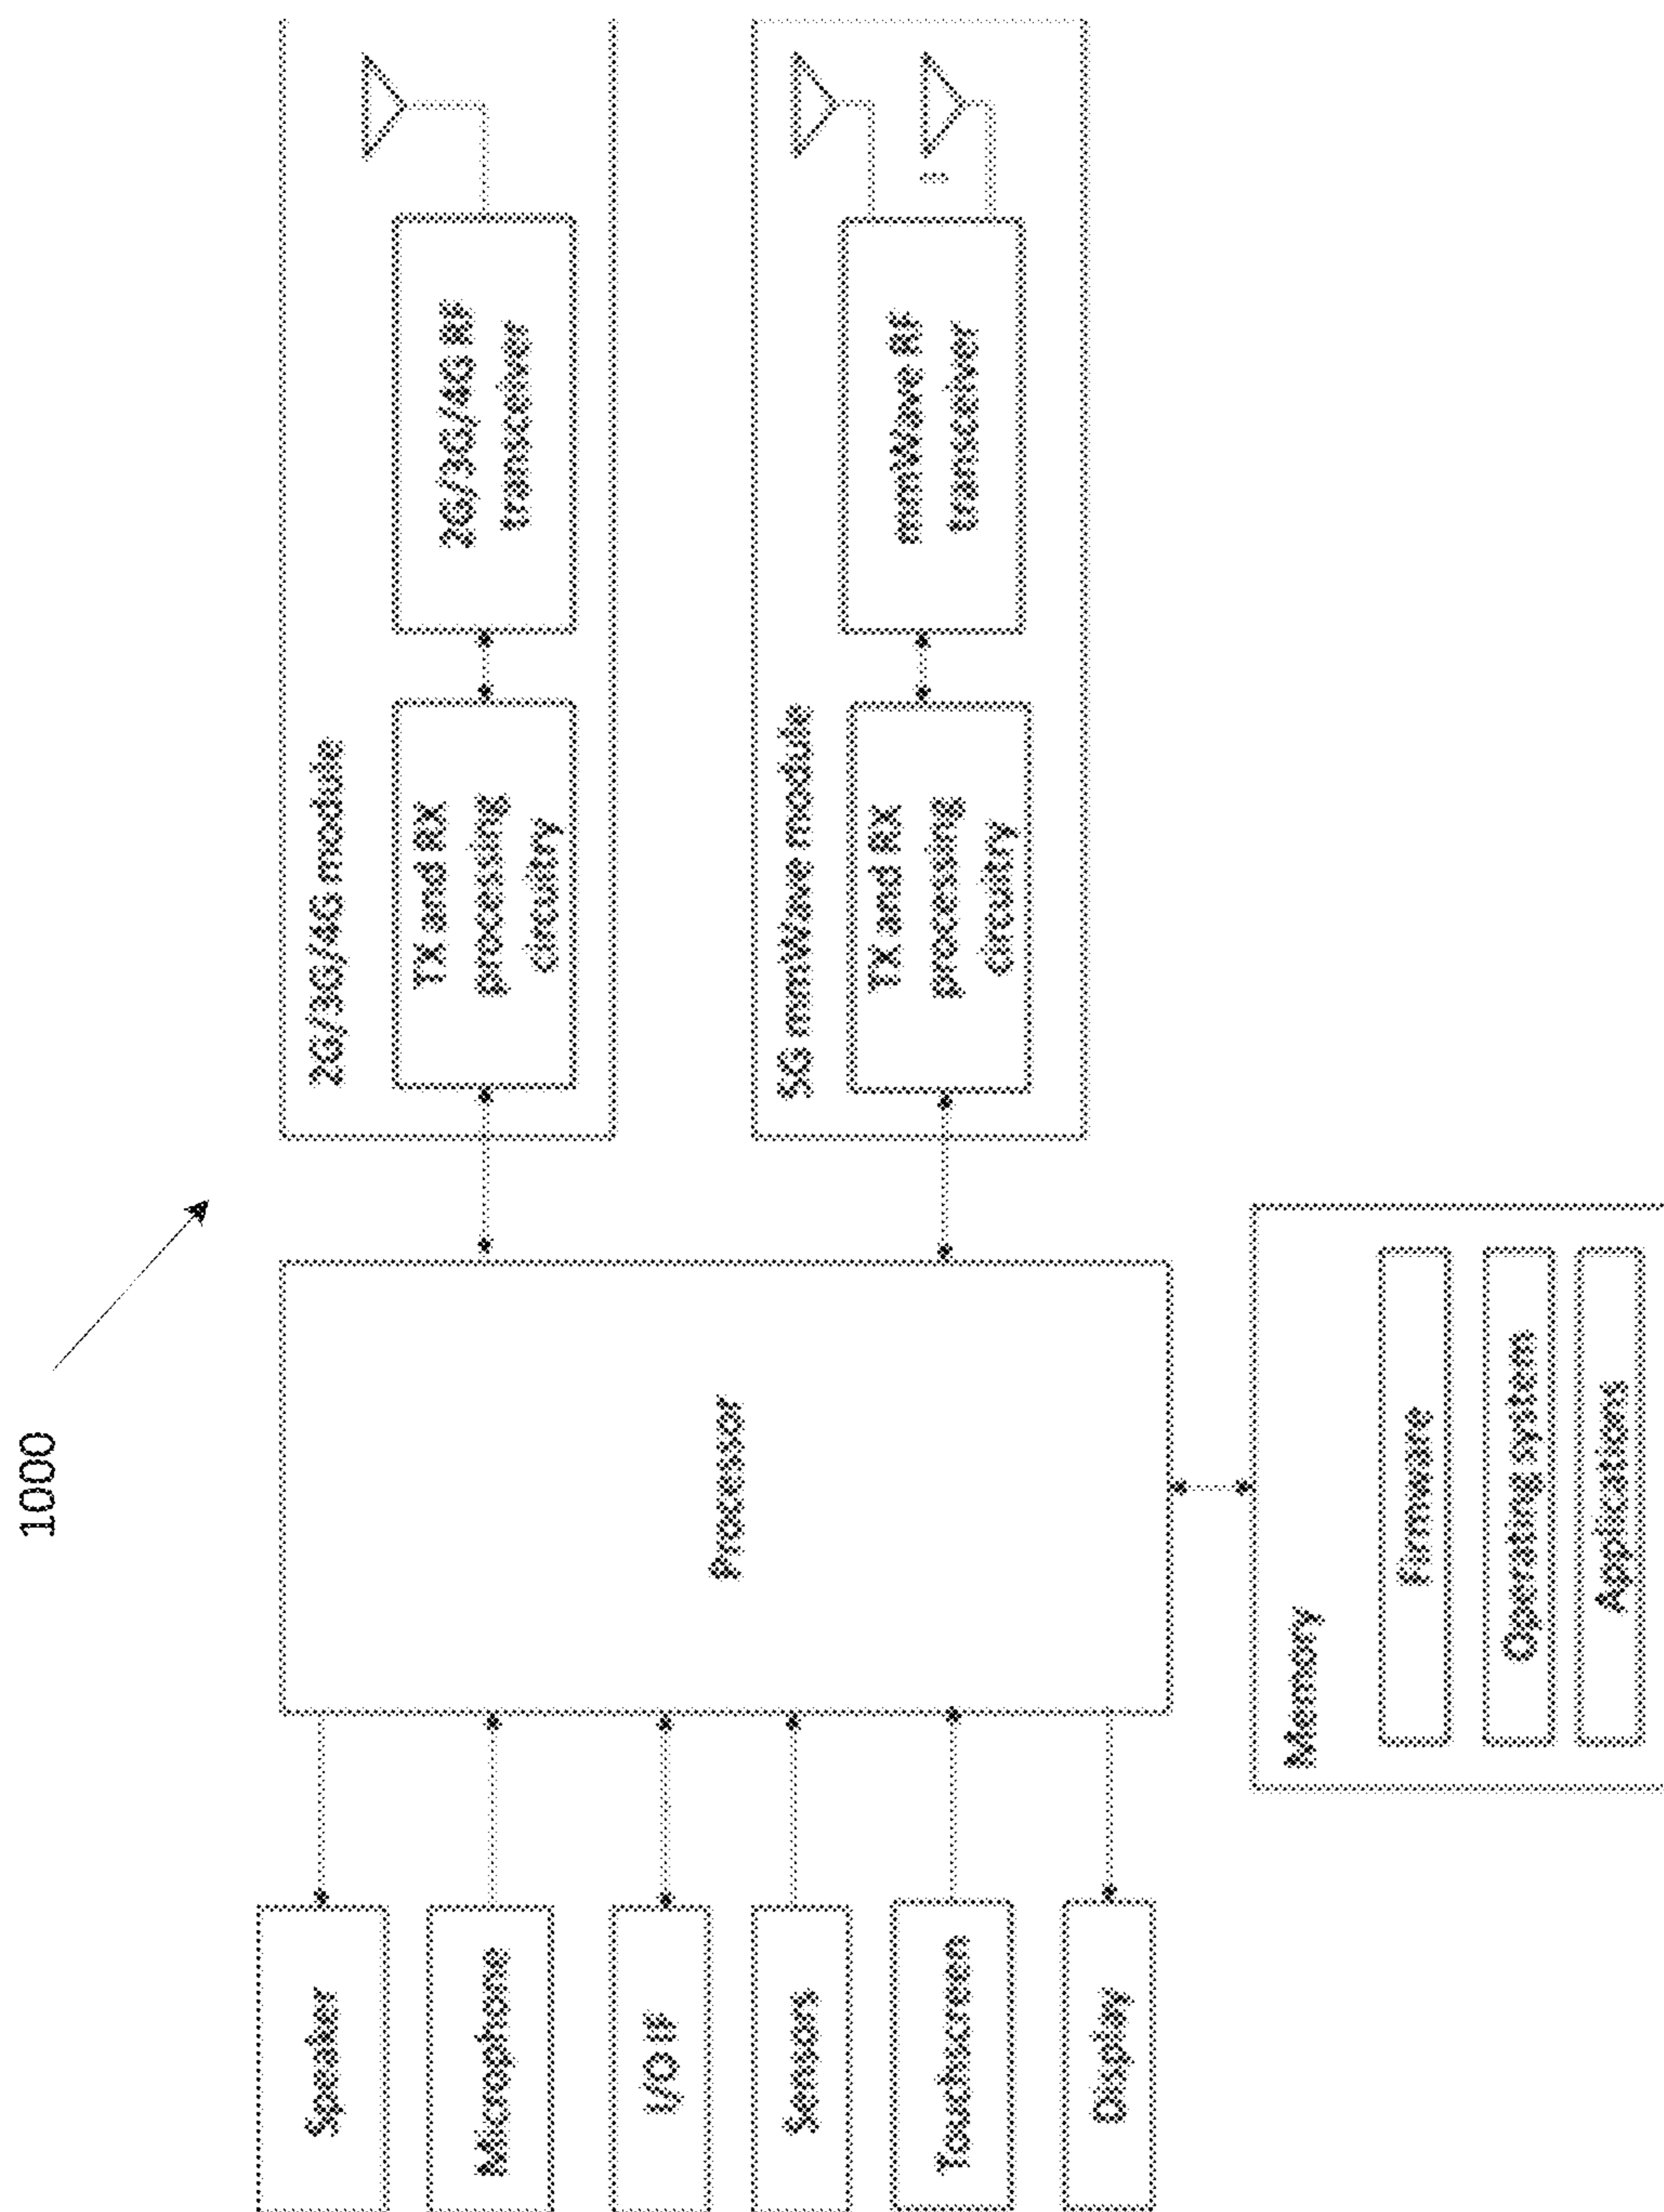 1000
2G/3G/4G module
TX and RX
processing
circuitry
2G/3G/4G RF
transceiver
5G mmWave module
TX and RX
processing
circuitry
mmWave RF
transceiver
Processor
Speaker
Microphone
I/O IF
Sensors
Touchscreen
Display
Memory
Firmware
Operating system
Applications